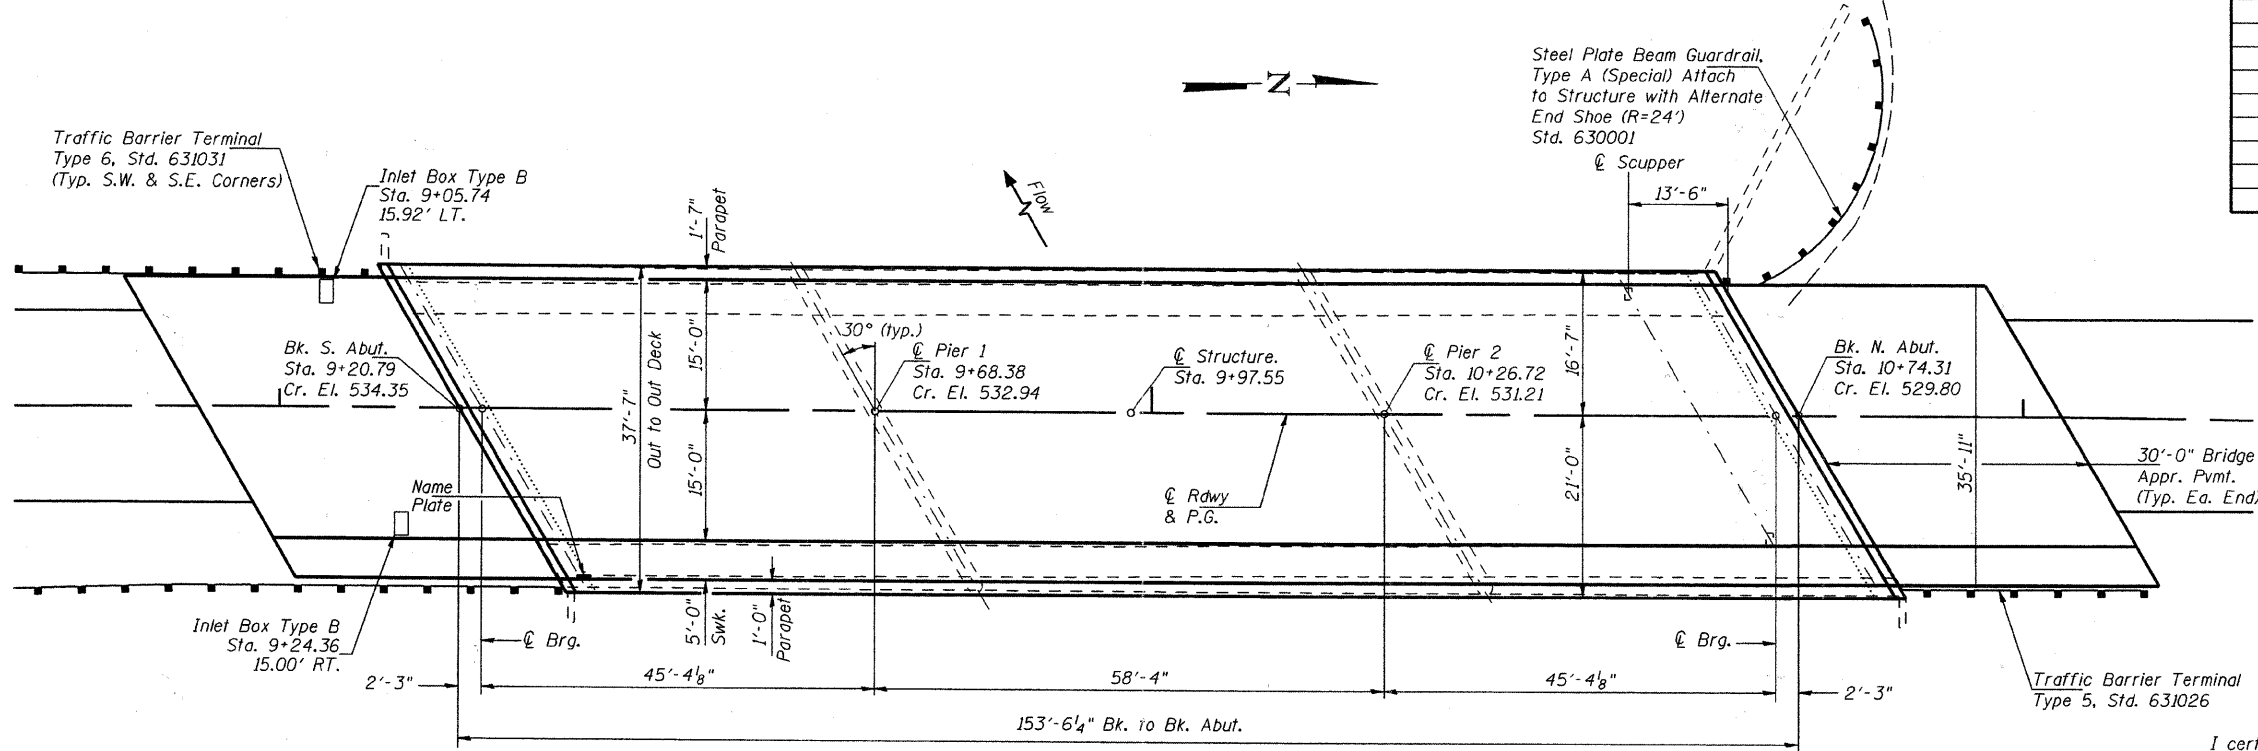 Steel Plate Beam Guardrail,
Type A (Special) Attach
to Structure with Alternate
End Shoe (R=24')
Std. 630001
N
℄ Scupper
13'-6"
Traffic Barrier Terminal
Type 6, Std. 631031
(Typ. S.W. & S.E. Corners)
Inlet Box Type B
Sta. 9+05.74
15.92' LT.
1'-7"
Parapet
Flow
30° (typ.)
Bk. S. Abut.
Sta. 9+20.79
Cr. El. 534.35
37'-7"
Out to Out Deck
15'-0"
15'-0"
℄ Pier 1
Sta. 9+68.38
Cr. El. 532.94
℄ Structure.
Sta. 9+97.55
℄ Pier 2
Sta. 10+26.72
Cr. El. 531.21
16'-7"
21'-0"
Bk. N. Abut.
Sta. 10+74.31
Cr. El. 529.80
35'-11"
30'-0" Bridge
Appr. Pvmt.
(Typ. Ea. End)
Name
Plate
℄ Rdwy
& P.G.
Inlet Box Type B
Sta. 9+24.36
15.00' RT.
℄ Brg.
5'-0"
Swk.
1'-0"
Parapet
℄ Brg.
2'-3"
45'-4⅛"
58'-4"
45'-4⅛"
2'-3"
Traffic Barrier Terminal
Type 5, Std. 631026
153'-6¼" Bk. to Bk. Abut.
I cert